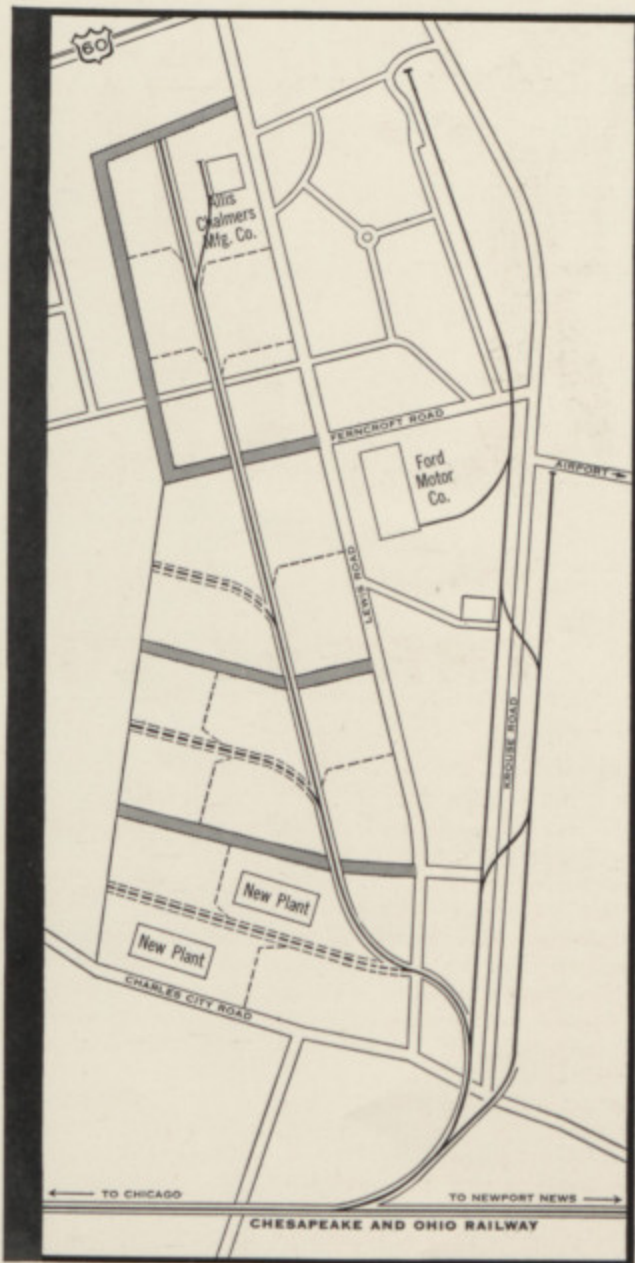 60
Allis
Chalmers
Mfg. Co.
FERNCROFT ROAD
Ford
Motor
Co.
AIRPORT
LEWIS ROAD
KROUSE ROAD
New Plant
New Plant
CHARLES CITY ROAD
TO CHICAGO
TO NEWPORT NEWS
CHESAPEAKE AND OHIO RAILWAY